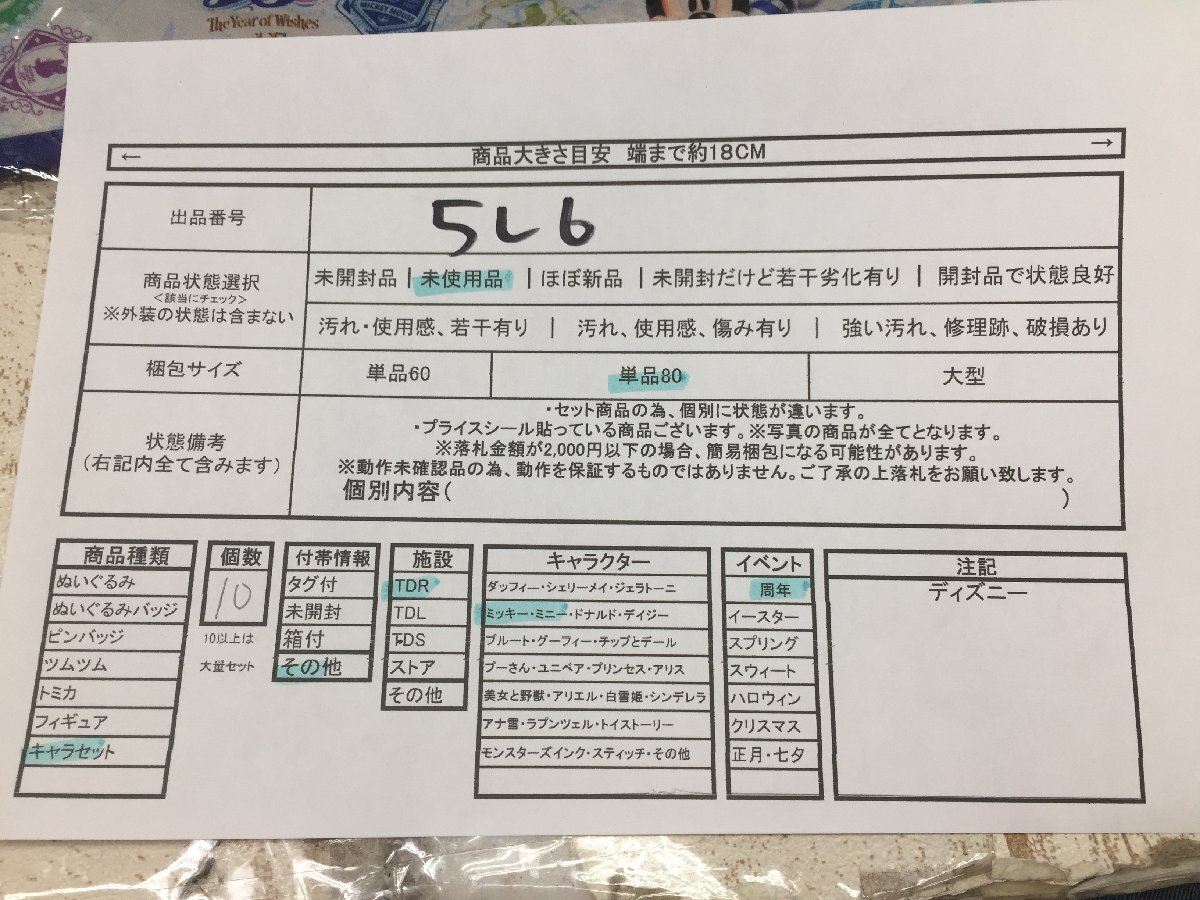 The Year of Wishes
MICKEY MOUSE
← 商品大きさ目安 端まで約18CM →
出品番号 5L6
商品状態選択
<該当にチェック>
※外装の状態は含まない
未開封品 | 未使用品 | ほぼ新品 | 未開封だけど若干劣化有り | 開封品で状態良好
汚れ・使用感、若干有り | 汚れ、使用感、傷み有り | 強い汚れ、修理跡、破損あり
梱包サイズ 単品60 単品80 大型
状態備考
(右記内全て含みます)
・セット商品の為、個別に状態が違います。
・プライスシール貼っている商品ございます。※写真の商品が全てとなります。
※落札金額が2,000円以下の場合、簡易梱包になる可能性があります。
※動作未確認品の為、動作を保証するものではありません。ご了承の上落札をお願い致します。
個別内容( )
商品種類
ぬいぐるみ
ぬいぐるみバッジ
ピンバッジ
ツムツム
トミカ
フィギュア
キャラセット
個数
10
10以上は
大量セット
付帯情報
タグ付
未開封
箱付
その他
施設
TDR
TDL
TDS
ストア
その他
キャラクター
ダッフィー・シェリーメイ・ジェラトーニ
ミッキー・ミニー・ドナルド・デイジー
プルート・グーフィー・チップとデール
プーさん・ユニベア・プリンセス・アリス
美女と野獣・アリエル・白雪姫・シンデレラ
アナ雪・ラプンツェル・トイストーリー
モンスターズインク・スティッチ・その他
イベント
周年
イースター
スプリング
スウィート
ハロウィン
クリスマス
正月・七夕
注記
ディズニー